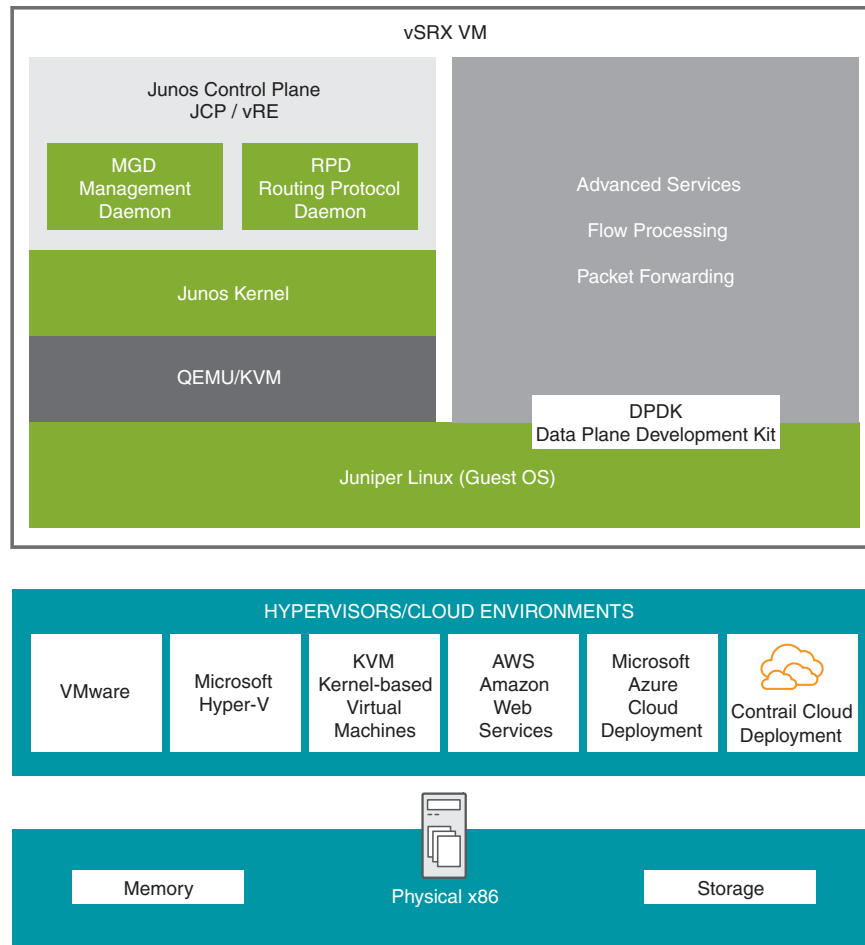 vSRX VM
Junos Control Plane
JCP / vRE
MGD
Management
Daemon
RPD
Routing Protocol
Daemon
Junos Kernel
QEMU/KVM
Advanced Services
Flow Processing
Packet Forwarding
DPDK
Data Plane Development Kit
Juniper Linux (Guest OS)
HYPERVISORS/CLOUD ENVIRONMENTS
VMware
Microsoft
Hyper-V
KVM
Kernel-based
Virtual
Machines
AWS
Amazon
Web
Services
Microsoft
Azure
Cloud
Deployment
Contrail Cloud
Deployment
Memory
Physical x86
Storage